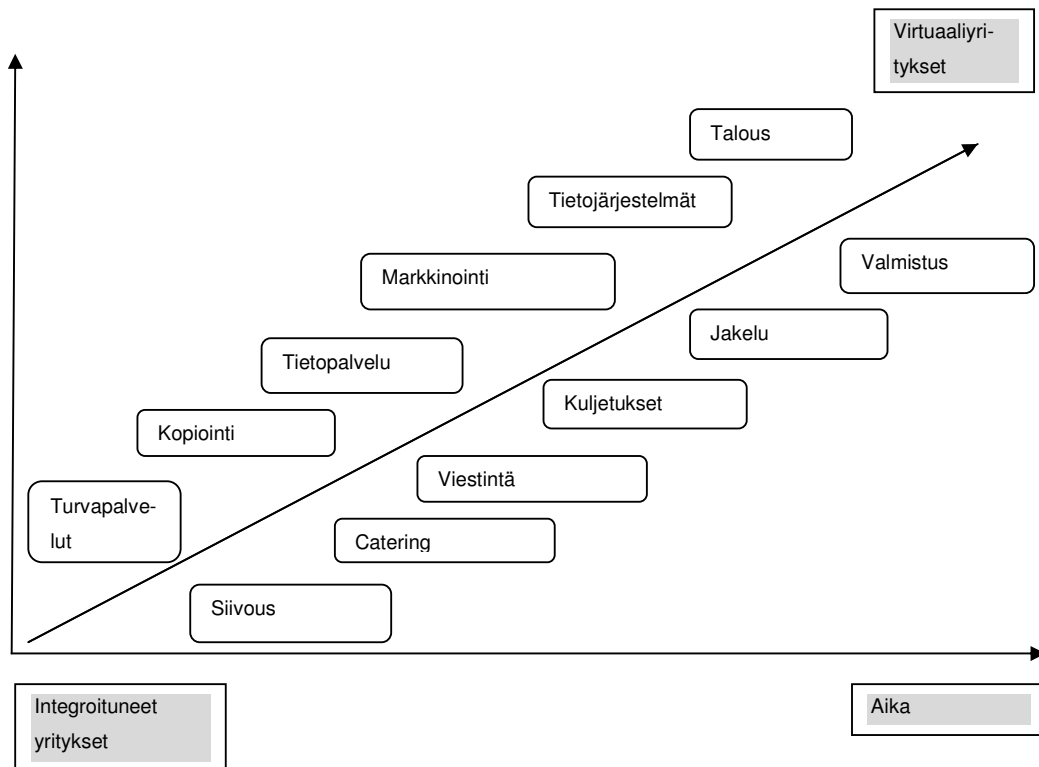 Virtuaaliyri-
tykset
Talous
Tietojärjestelmät
Valmistus
Markkinointi
Jakelu
Tietopalvelu
Kuljetukset
Kopiointi
Viestintä
Turvapalve-
lut
Catering
Siivous
Integroituneet
yritykset
Aika